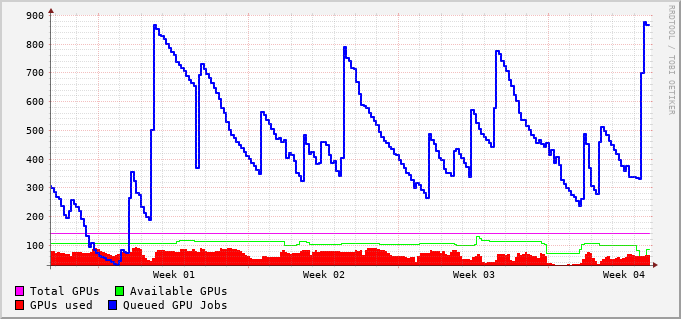 900
800
700
600
500
400
300
200
100
Week 01 Week 02 Week 03 Week 04
Total GPUs Available GPUs
GPUs used Queued GPU Jobs
RRDTOOL / TOBI OETIKER